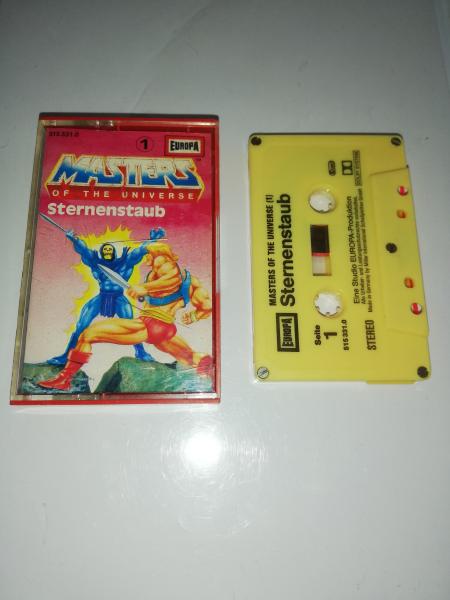 515 331.0
1
EUROPA
MASTERS
OF THE UNIVERSE
Sternenstaub
MASTERS OF THE UNIVERSE (1)
Sternenstaub
EUROPA
Seite
1
515 331.0
Eine Studio EUROPA-Produktion
STEREO